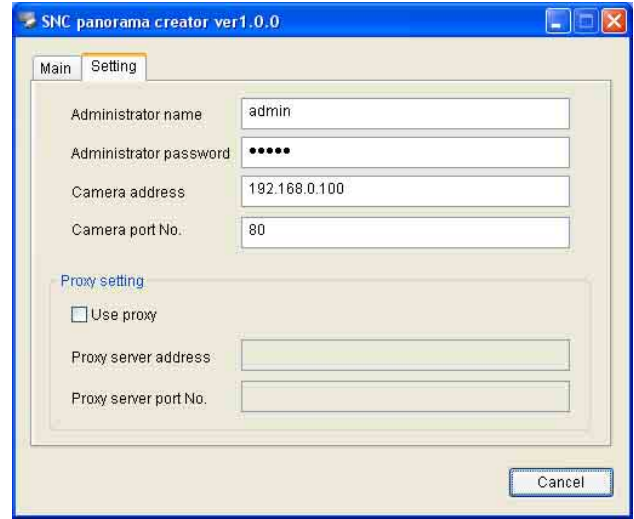 SNC panorama creator ver1.0.0
Main Setting
Administrator name admin
Administrator password •••••
Camera address 192.168.0.100
Camera port No. 80
Proxy setting
Use proxy
Proxy server address
Proxy server port No.
Cancel